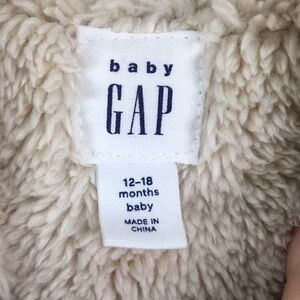 baby
GAP
12-18
months
baby
MADE IN
CHINA